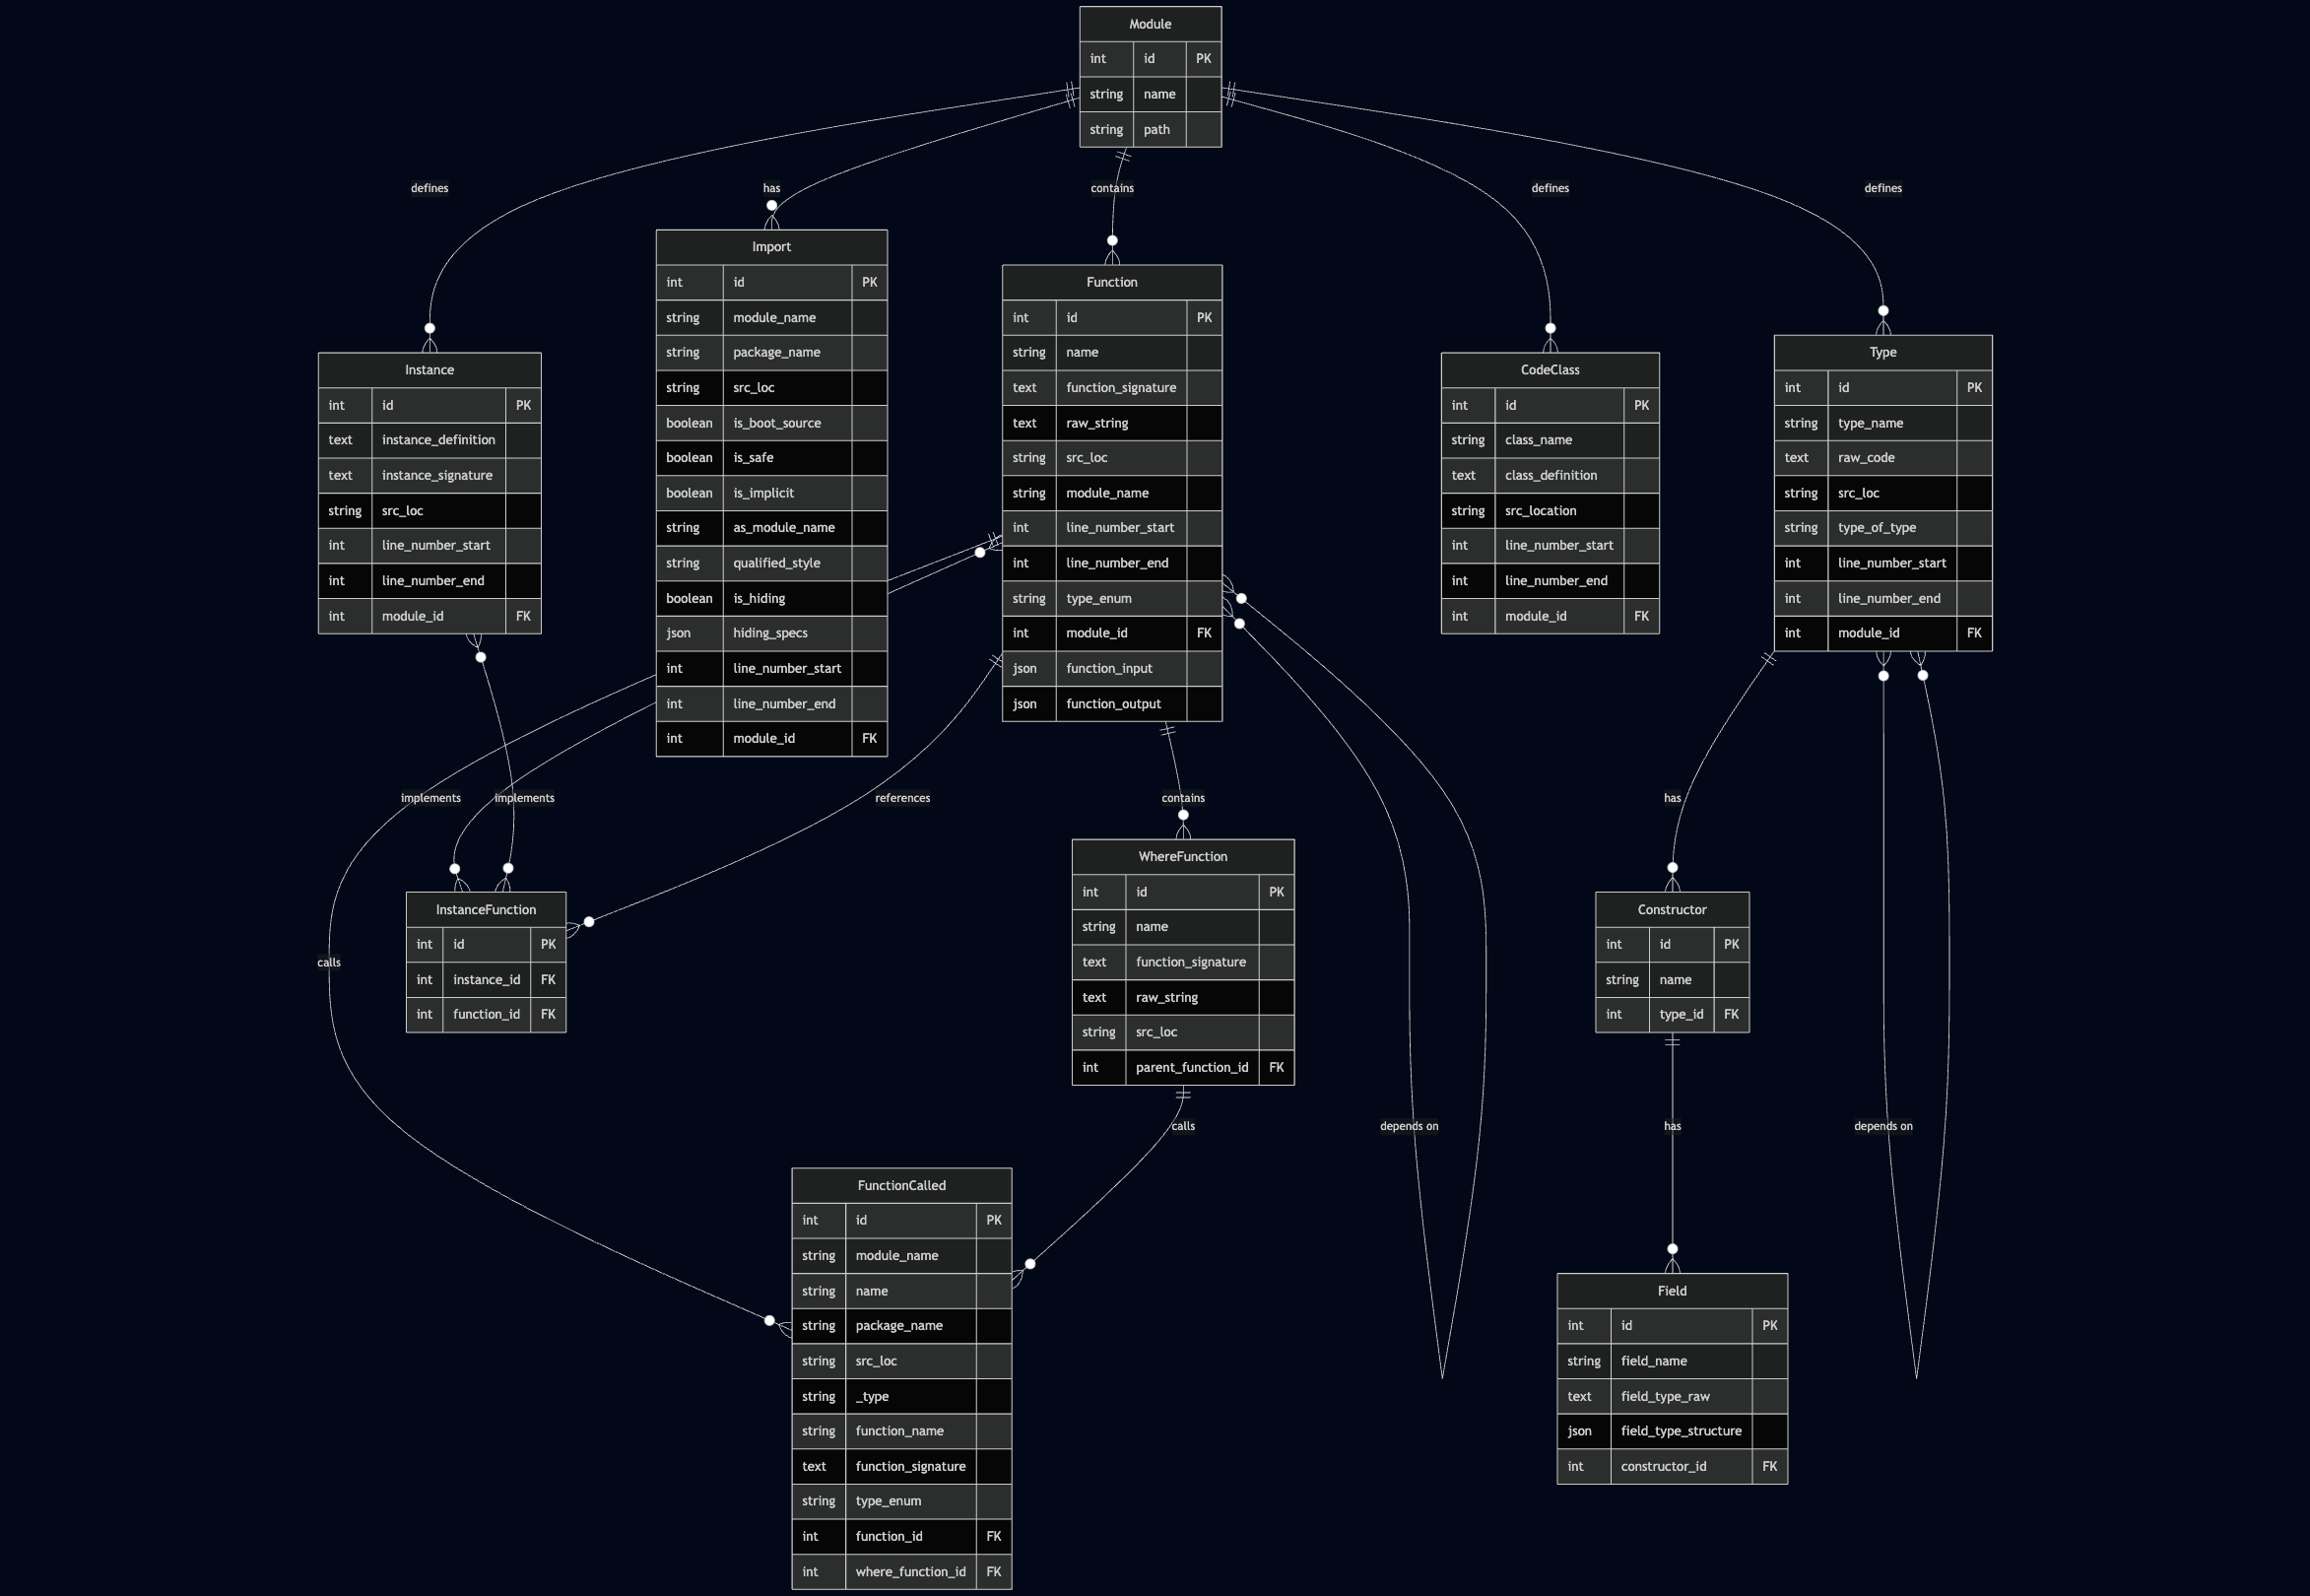 Module
int id PK
string name
string path
defines
has
contains
defines
defines
Import
int id PK
string module_name
string package_name
string src_loc
boolean is_boot_source
boolean is_safe
boolean is_implicit
string as_module_name
string qualified_style
boolean is_hiding
json hiding_specs
int line_number_start
int line_number_end
int module_id FK
Function
int id PK
string name
text function_signature
text raw_string
string src_loc
string module_name
int line_number_start
int line_number_end
string type_enum
int module_id FK
json function_input
json function_output
Instance
int id PK
text instance_definition
text instance_signature
string src_loc
int line_number_start
int line_number_end
int module_id FK
CodeClass
int id PK
string class_name
text class_definition
string src_location
int line_number_start
int line_number_end
int module_id FK
Type
int id PK
string type_name
text raw_code
string src_loc
string type_of_type
int line_number_start
int line_number_end
int module_id FK
implements
implements
references
contains
has
InstanceFunction
int id PK
int instance_id FK
int function_id FK
WhereFunction
int id PK
string name
text function_signature
text raw_string
string src_loc
int parent_function_id FK
Constructor
int id PK
string name
int type_id FK
calls
calls
depends on
has
depends on
FunctionCalled
int id PK
string module_name
string name
string package_name
string src_loc
string _type
string function_name
text function_signature
string type_enum
int function_id FK
int where_function_id FK
Field
int id PK
string field_name
text field_type_raw
json field_type_structure
int constructor_id FK